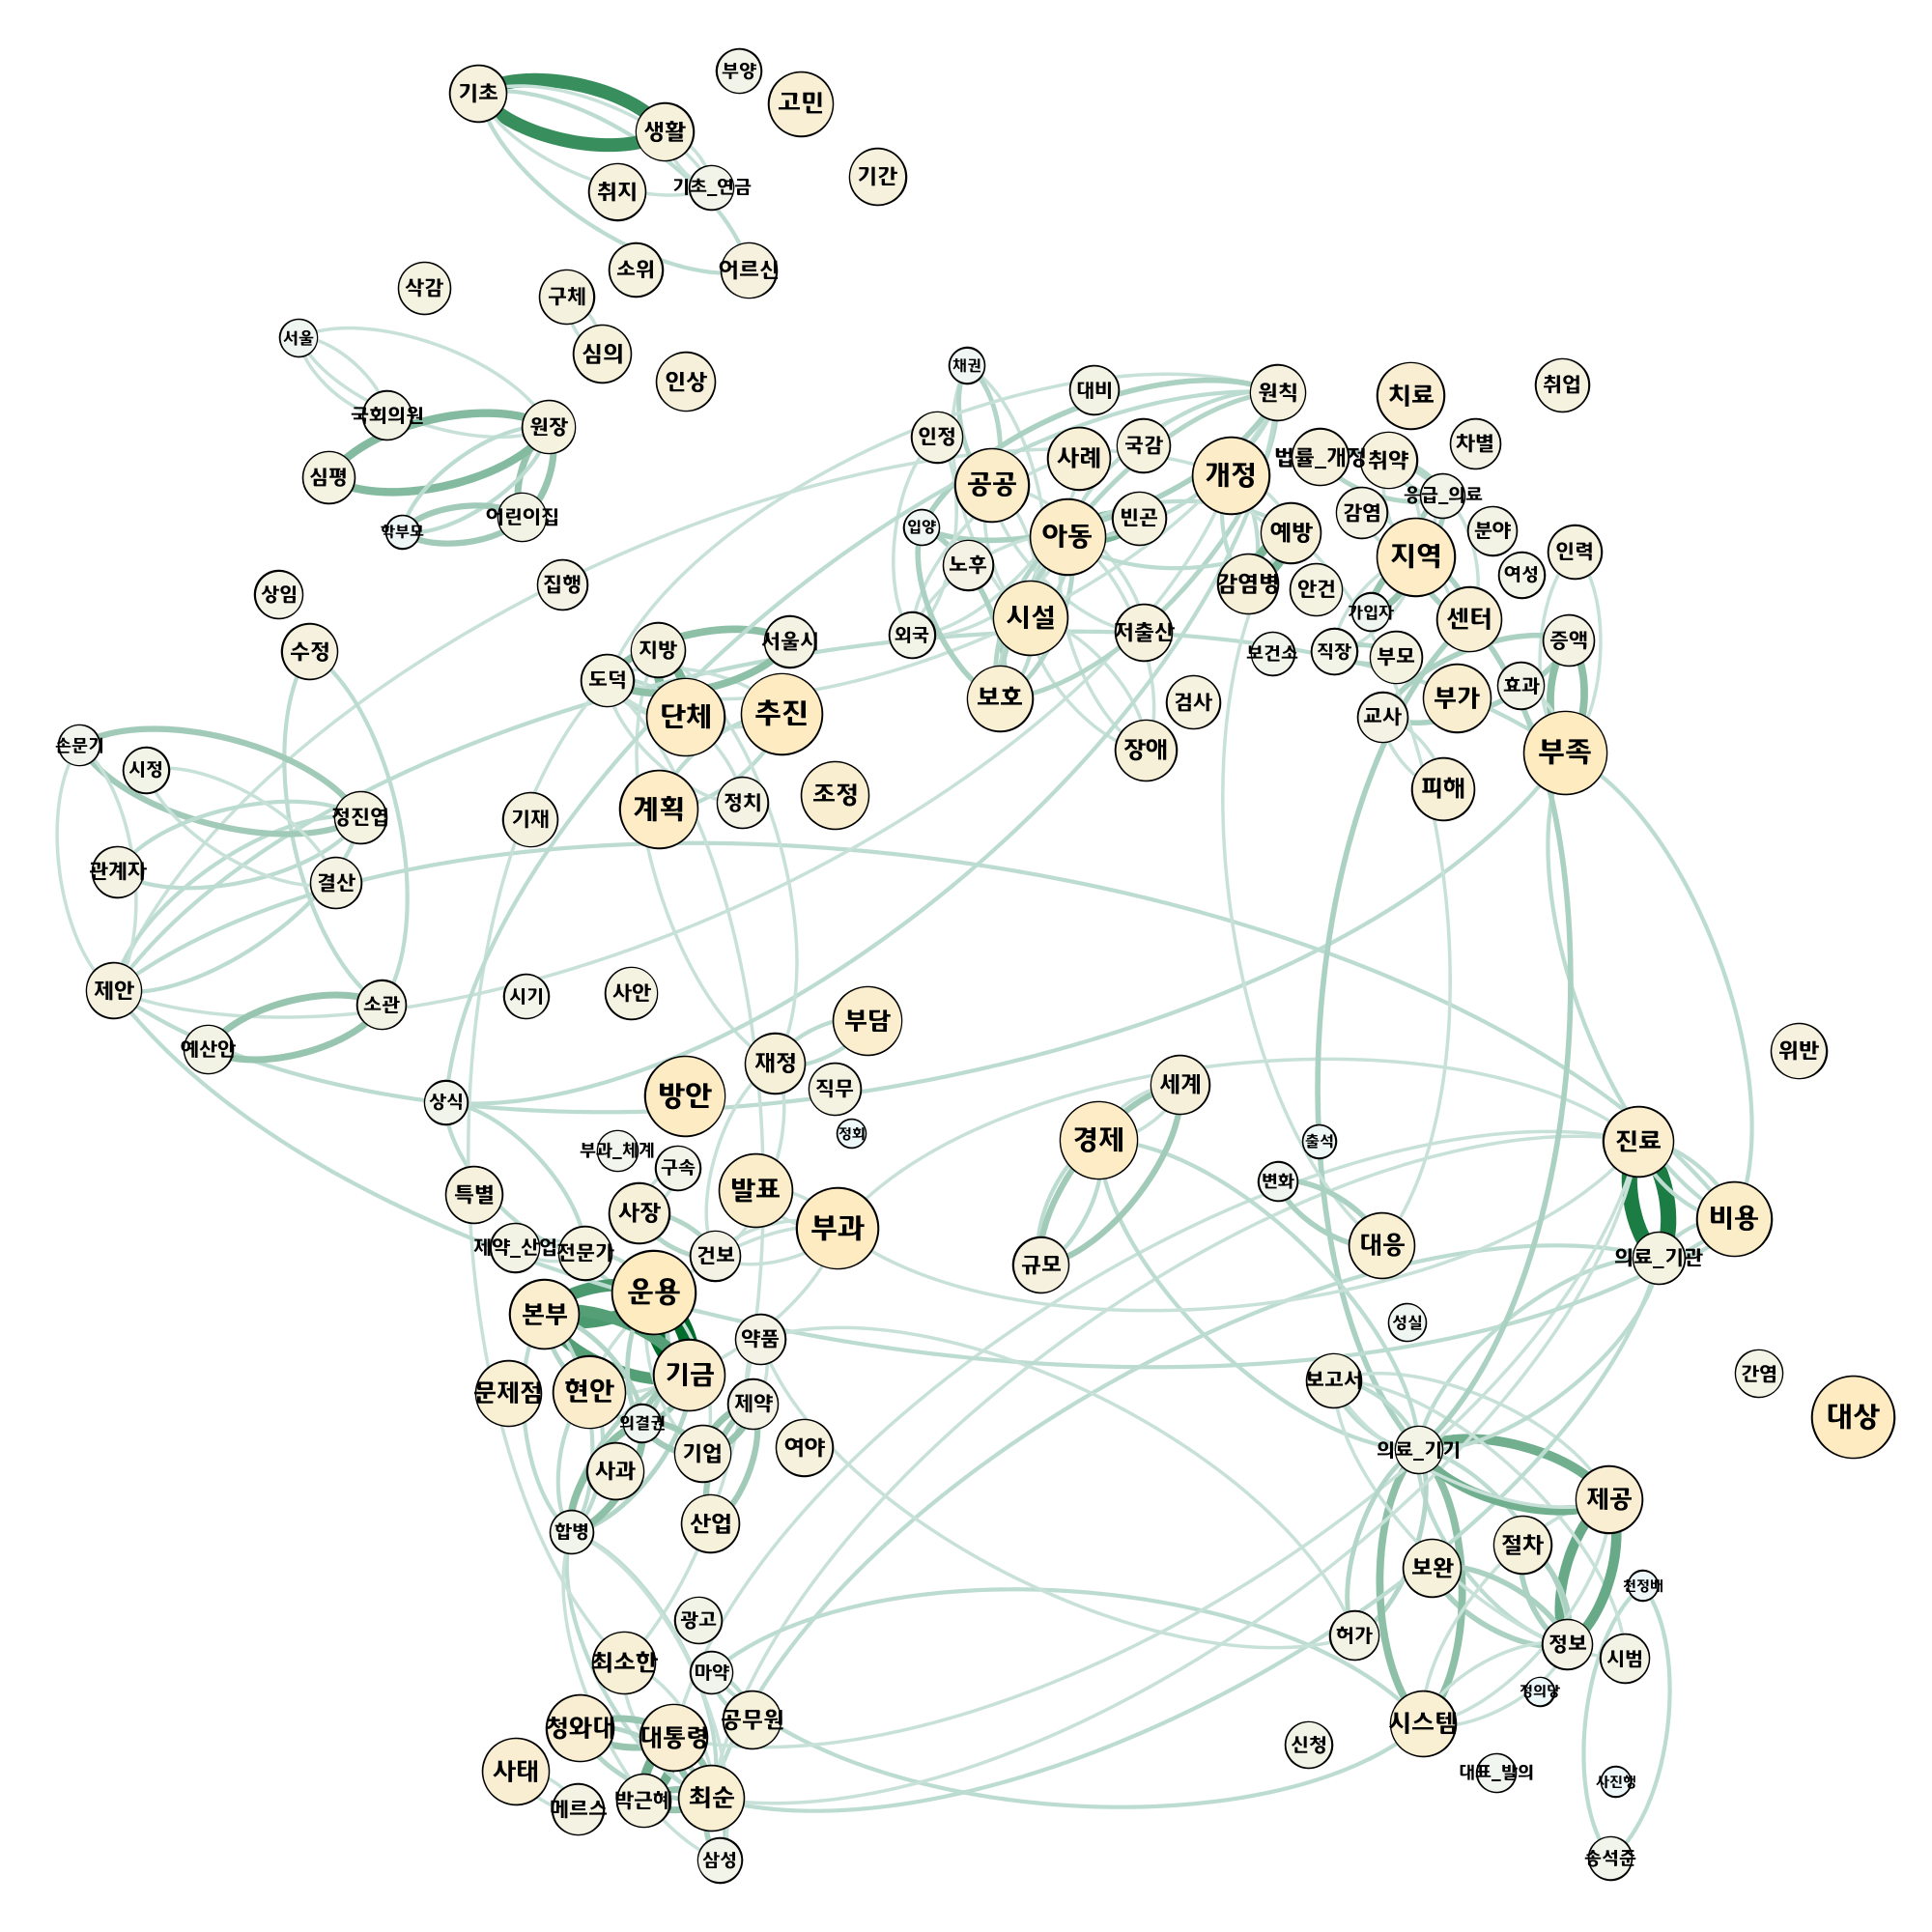 부양
기초
고민
생활
기간
기초_연금
취지
소위
어르신
삭감
구체
서울
심의
채권
인상
취업
대비
원칙
치료
국회의원
원장
인정
차별
국감
사례
법률_개정
취약
심평
개정
공공
응급_의료
감염
어린이집
빈곤
입양
학부모
예방
분야
아동
인력
지역
노후
여성
집행
감염병
안건
상임
가입자
시설
센터
저출산
외국
증액
서울시
수정
지방
보건소
직장
부모
도덕
효과
보호
부가
검사
추진
단체
교사
손문기
장애
부족
시정
피해
조정
정치
계획
정진엽
기재
관계자
결산
제안
사안
시기
소관
부담
예산안
위반
재정
세계
직무
방안
상식
정회
경제
출석
진료
부과_체계
구속
변화
발표
특별
사장
비용
부과
대응
제약_산업
전문가
건보
의료_기관
규모
운용
본부
성실
약품
간염
기금
보고서
현안
문제점
제약
대상
의결권
여야
의료_기기
기업
사과
제공
산업
합병
절차
보완
천정배
광고
허가
정보
시범
최소한
마약
정의당
공무원
시스템
청와대
대통령
신청
사태
대표_발의
사진행
최순
박근혜
메르스
송석준
삼성